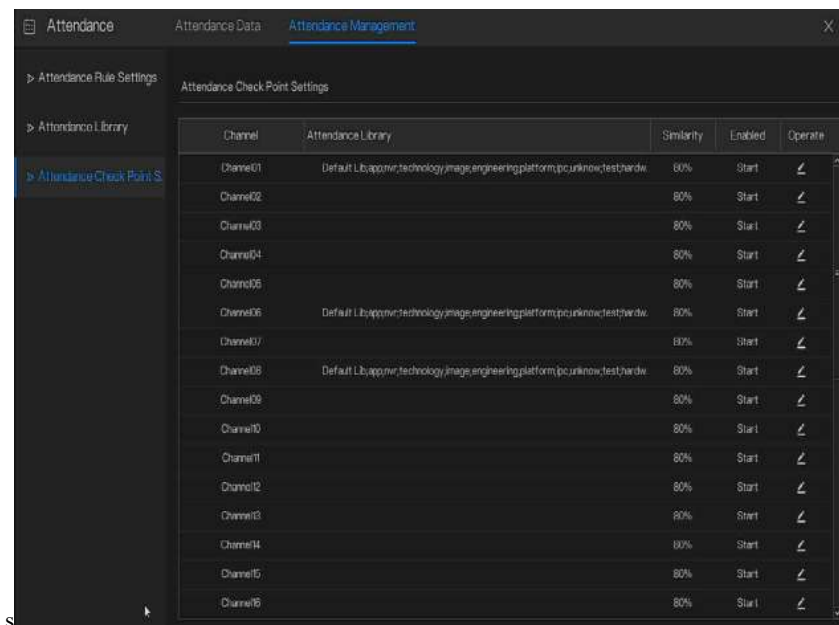 Attendance Attendance Data Attendance Management X
Attendance Rule Settings
Attendance Check Point Settings
Attendance Library
Channel Attendance Library Similarity Enabled Operate
Attendance Check Point S.
Channel01 Default Lib;app;nvr;technology;image;engineering;platform;ipc;unknow;test;hardw. 80% Start
Channel02 80% Start
Channel03 80% Start
Channel04 80% Start
Channel05 80% Start
Channel06 Default Lib;app;nvr;technology;image;engineering;platform;ipc;unknow;test;hardw. 80% Start
Channel07 80% Start
Channel08 Default Lib;app;nvr;technology;image;engineering;platform;ipc;unknow;test;hardw 80% Start
Channel09 80% Start
Channel10 80% Start
Channel11 80% Start
Channel12 80% Start
Channel13 80% Start
Channel14 80% Start
Channel15 80% Start
Channel16 80% Start
s